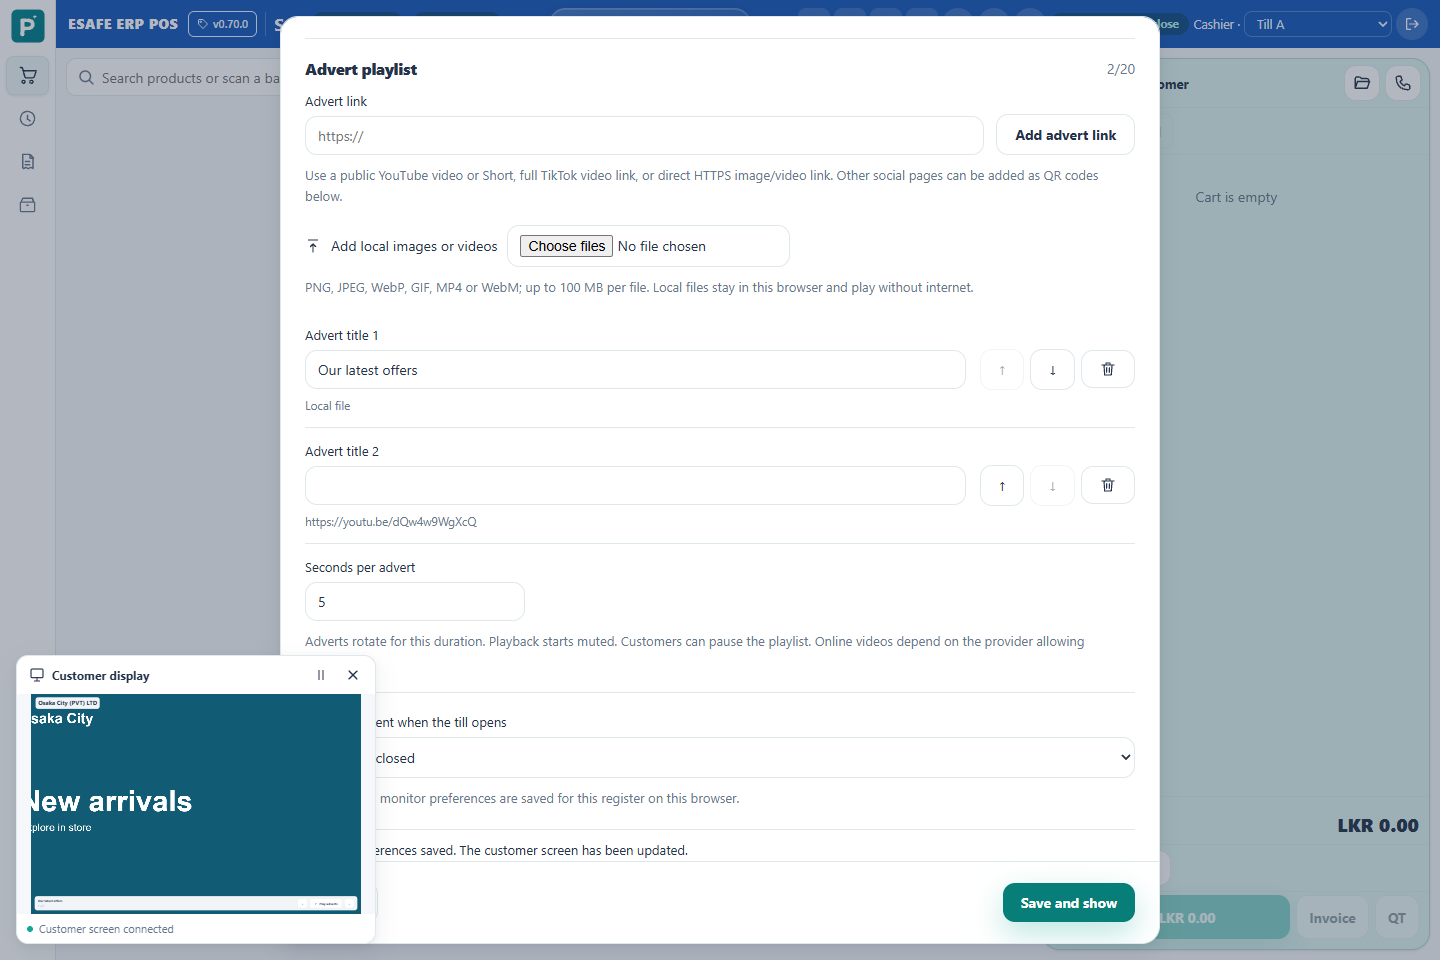 P
ESAFE ERP POS
v0.70.0
S
lose
Cashier ·
Till A
Search products or scan a ba
omer
Advert playlist
2/20
Advert link
https://
Add advert link
Use a public YouTube video or Short, full TikTok video link, or direct HTTPS image/video link. Other social pages can be added as QR codes
below.
Cart is empty
Add local images or videos
Choose files No file chosen
PNG, JPEG, WebP, GIF, MP4 or WebM; up to 100 MB per file. Local files stay in this browser and play without internet.
Advert title 1
Our latest offers
↑
↓
Local file
Advert title 2
↑
↓
https://youtu.be/dQw4w9WgXcQ
Seconds per advert
5
Adverts rotate for this duration. Playback starts muted. Customers can pause the playlist. Online videos depend on the provider allowing
ent when the till opens
closed
monitor preferences are saved for this register on this browser.
erences saved. The customer screen has been updated.
Save and show
Customer display
Osaka City (PVT) LTD
saka City
New arrivals
plore in store
Customer screen connected
LKR 0.00
LKR 0.00
Invoice
QT